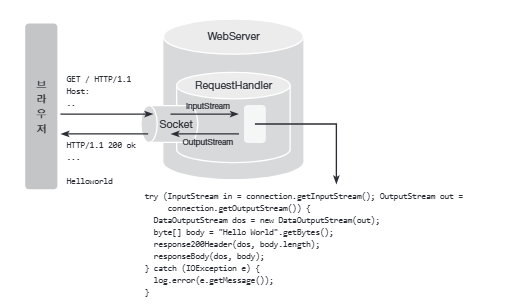 WebServer
RequestHandler
브라우저
GET / HTTP/1.1
Host:
..
InputStream
Socket
OutputStream
HTTP/1.1 200 ok
...
Helloworld
try (InputStream in = connection.getInputStream(); OutputStream out =
connection.getOutputStream()) {
DataOutputStream dos = new DataOutputStream(out);
byte[] body = "Hello World".getBytes();
response200Header(dos, body.length);
responseBody(dos, body);
} catch (IOException e) {
log.error(e.getMessage());
}